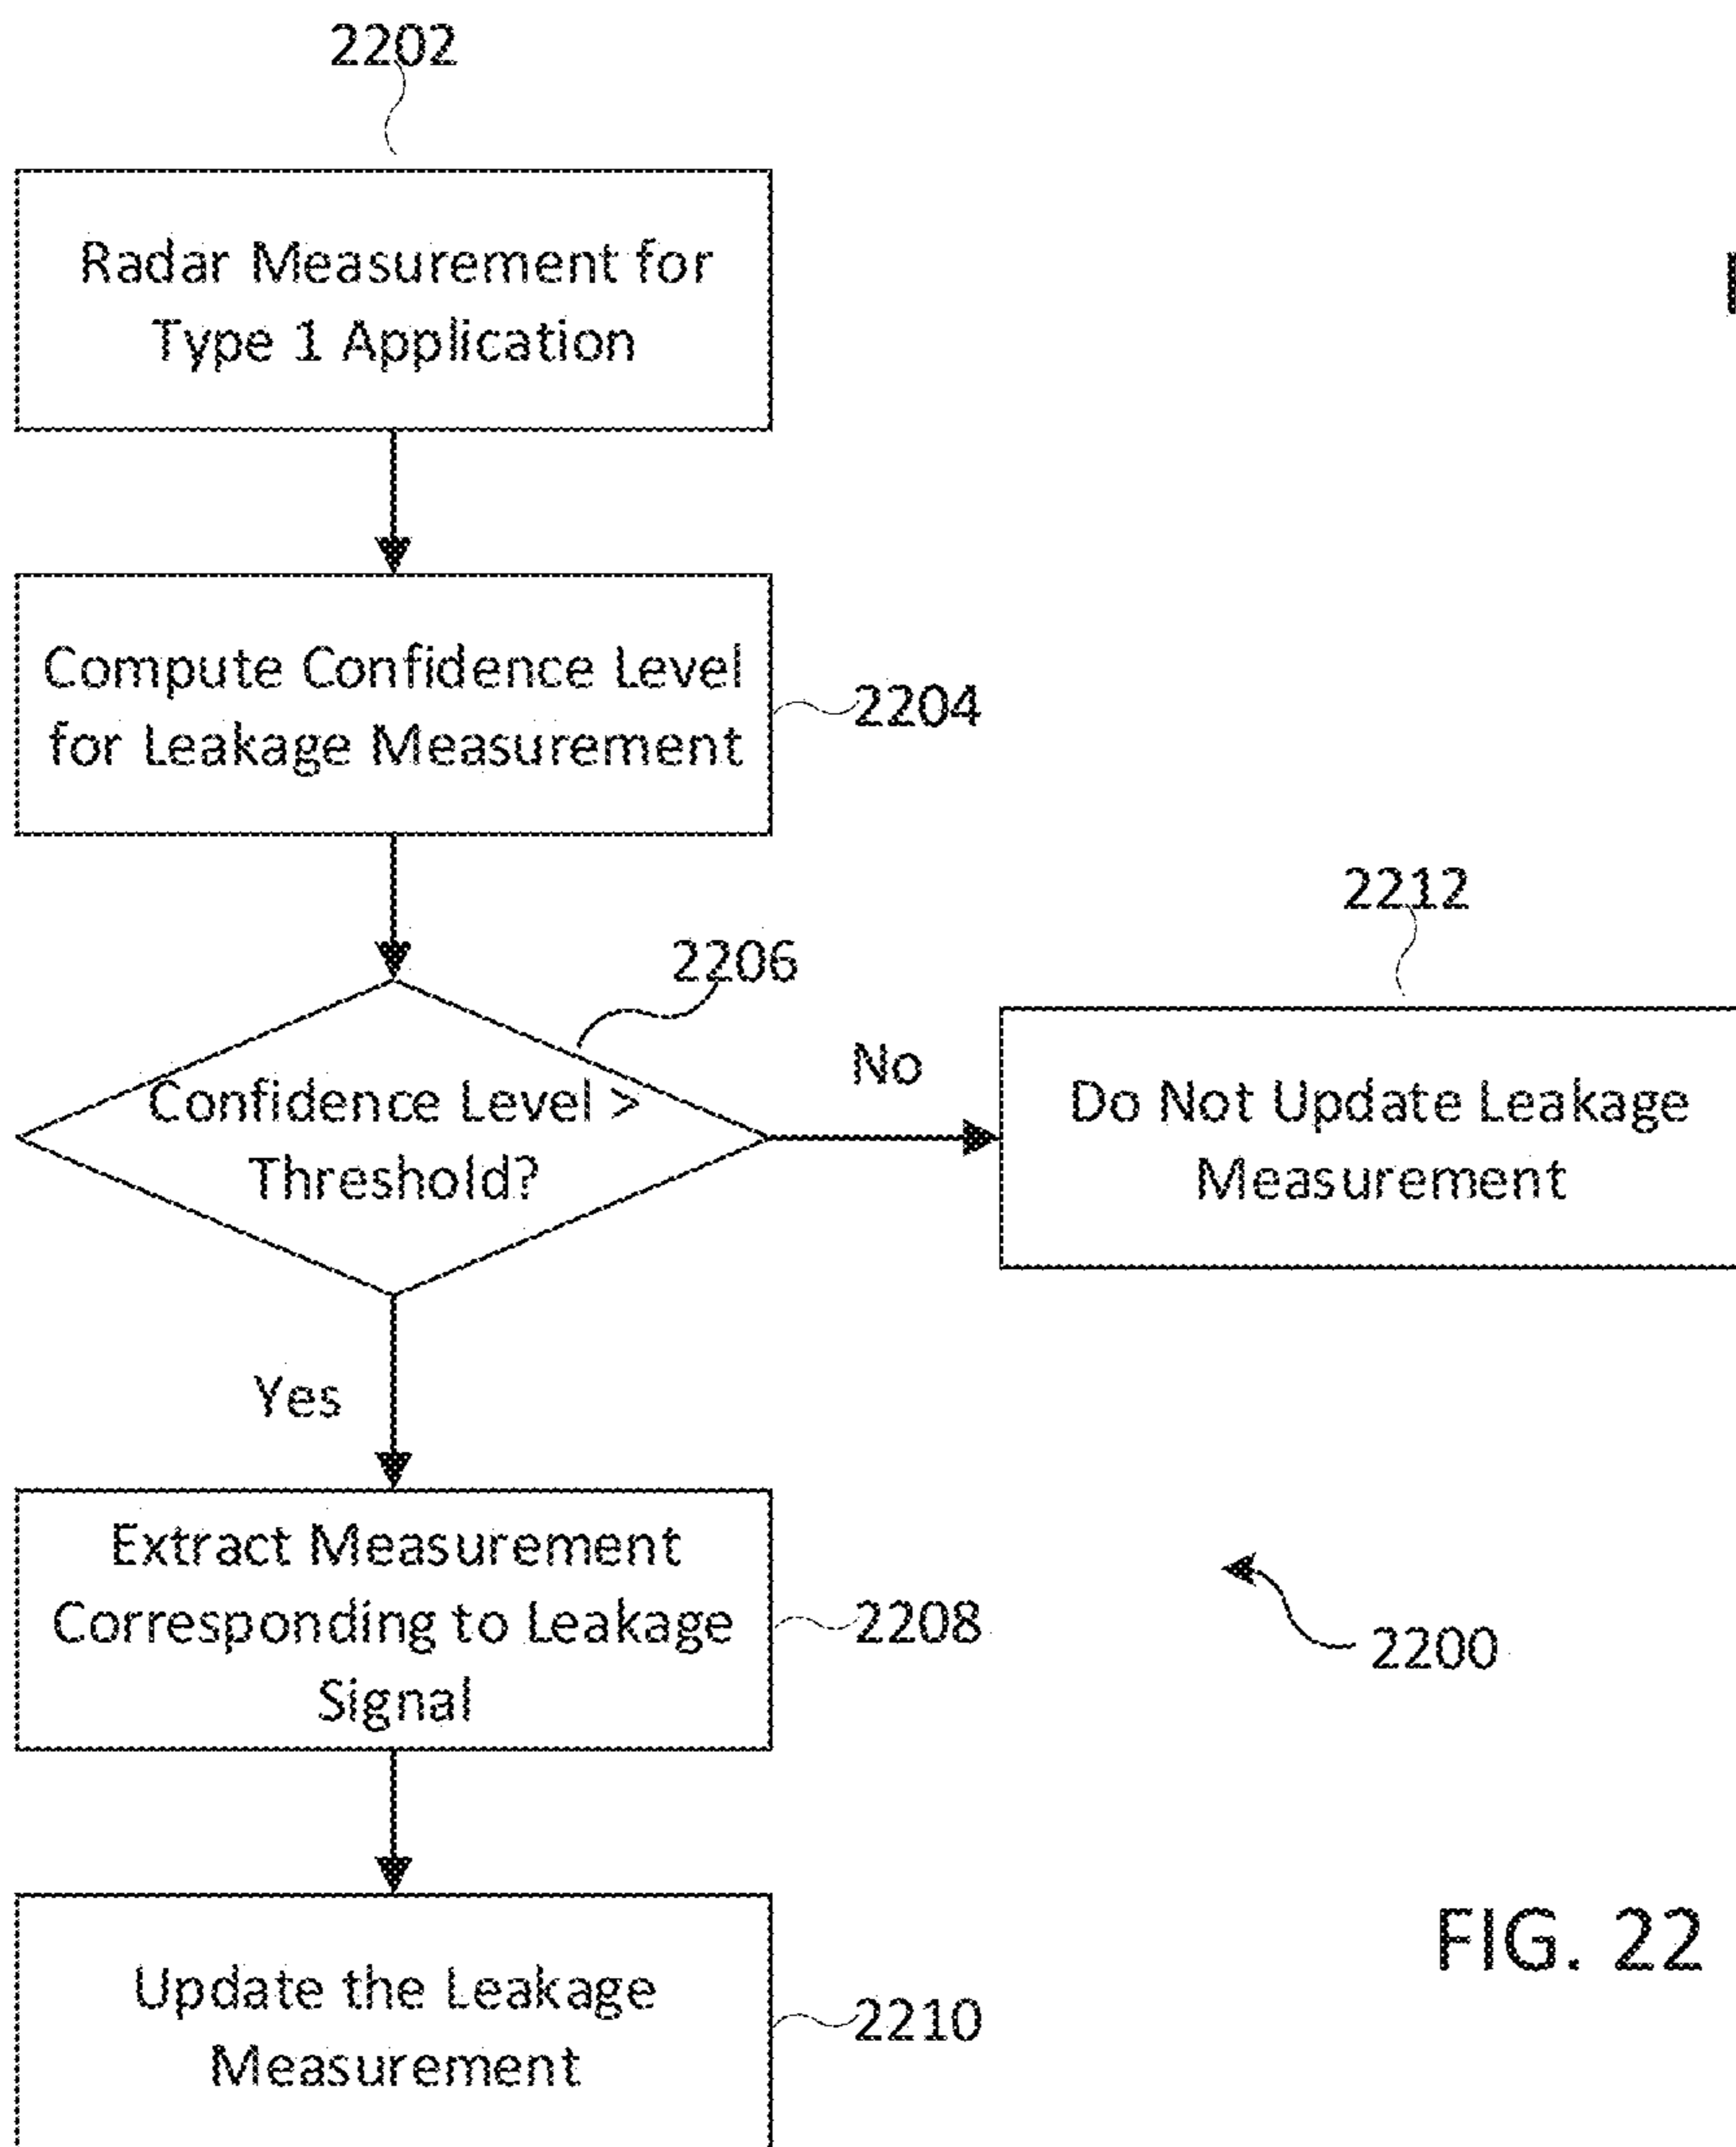 2202
Radar Measurement for
Type 1 Application
Compute Confidence Level
for Leakage Measurement
2204
2206
Confidence Level >
Threshold?
No
2212
Do Not Update Leakage
Measurement
Yes
Extract Measurement
Corresponding to Leakage
Signal
2208
2200
Update the Leakage
Measurement
2210
FIG. 22